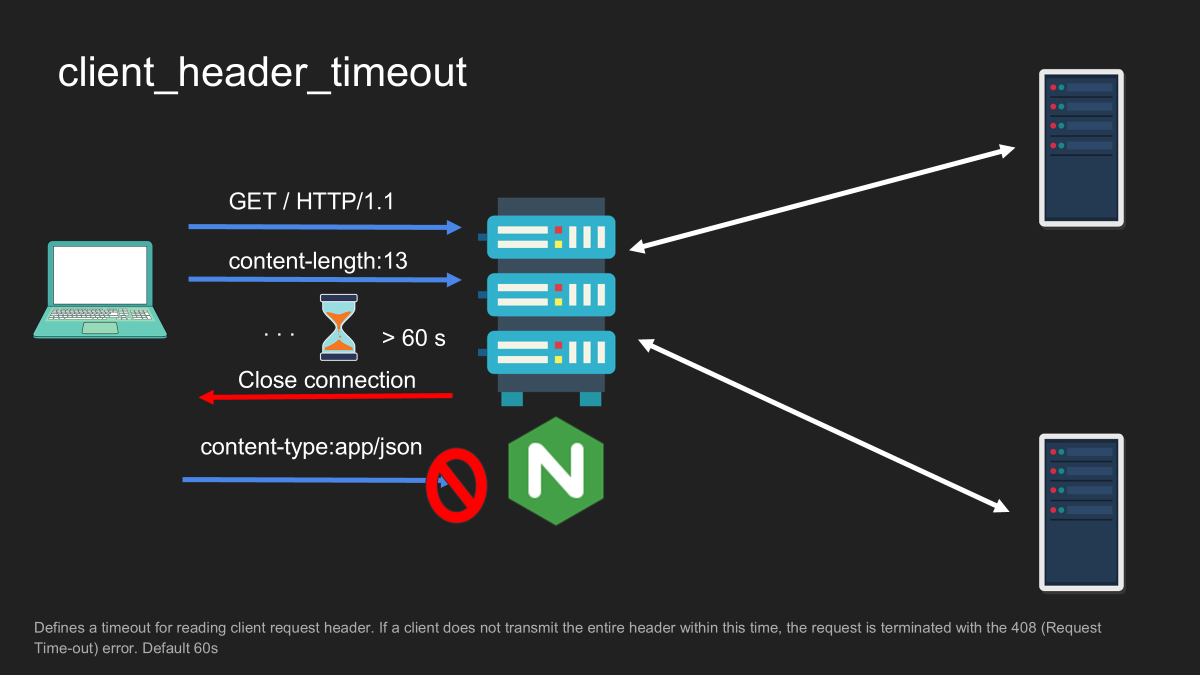 client_header_timeout
GET / HTTP/1.1
content-length:13
. . .
> 60 s
Close connection
content-type:app/json
N
Defines a timeout for reading client request header. If a client does not transmit the entire header within this time, the request is terminated with the 408 (Request
Time-out) error. Default 60s